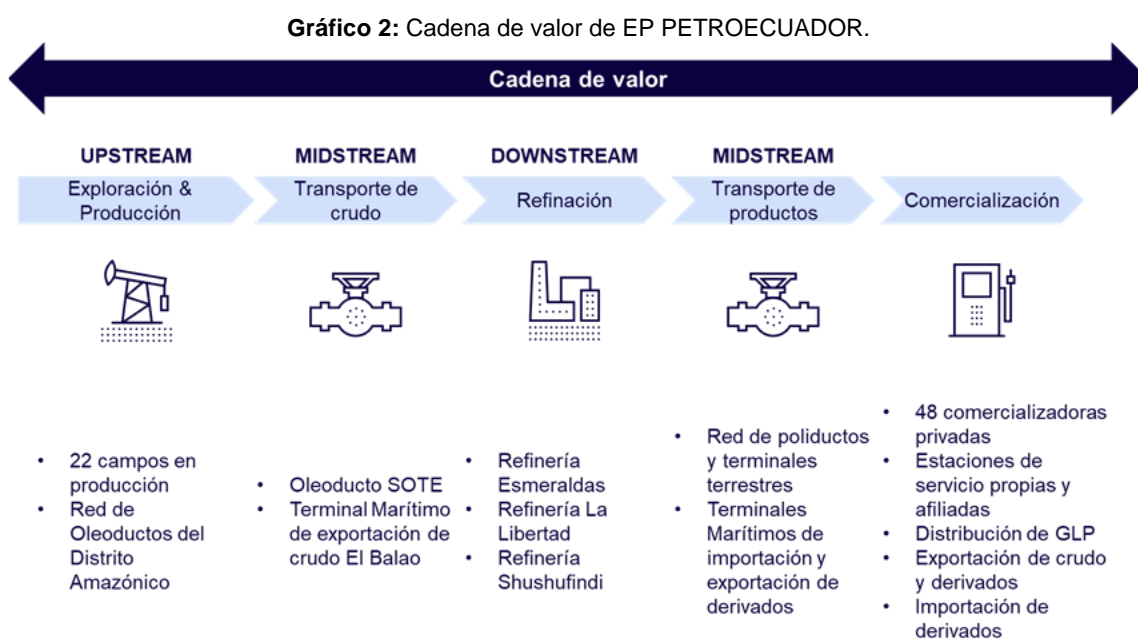 Gráfico 2: Cadena de valor de EP PETROECUADOR.
Cadena de valor
UPSTREAM
Exploración &
Producción
• 22 campos en
producción
• Red de
Oleoductos del
Distrito
Amazónico
MIDSTREAM
Transporte de
crudo
• Oleoducto SOTE
• Terminal Marítimo
de exportación de
crudo El Balao
DOWNSTREAM
Refinación
• Refinería
Esmeraldas
• Refinería La
Libertad
• Refinería
Shushufindi
MIDSTREAM
Transporte de
productos
• Red de poliductos
y terminales
terrestres
• Terminales
Marítimos de
importación y
exportación de
derivados
Comercialización
• 48 comercializadoras
privadas
• Estaciones de
servicio propias y
afiliadas
• Distribución de GLP
• Exportación de crudo
y derivados
• Importación de
derivados